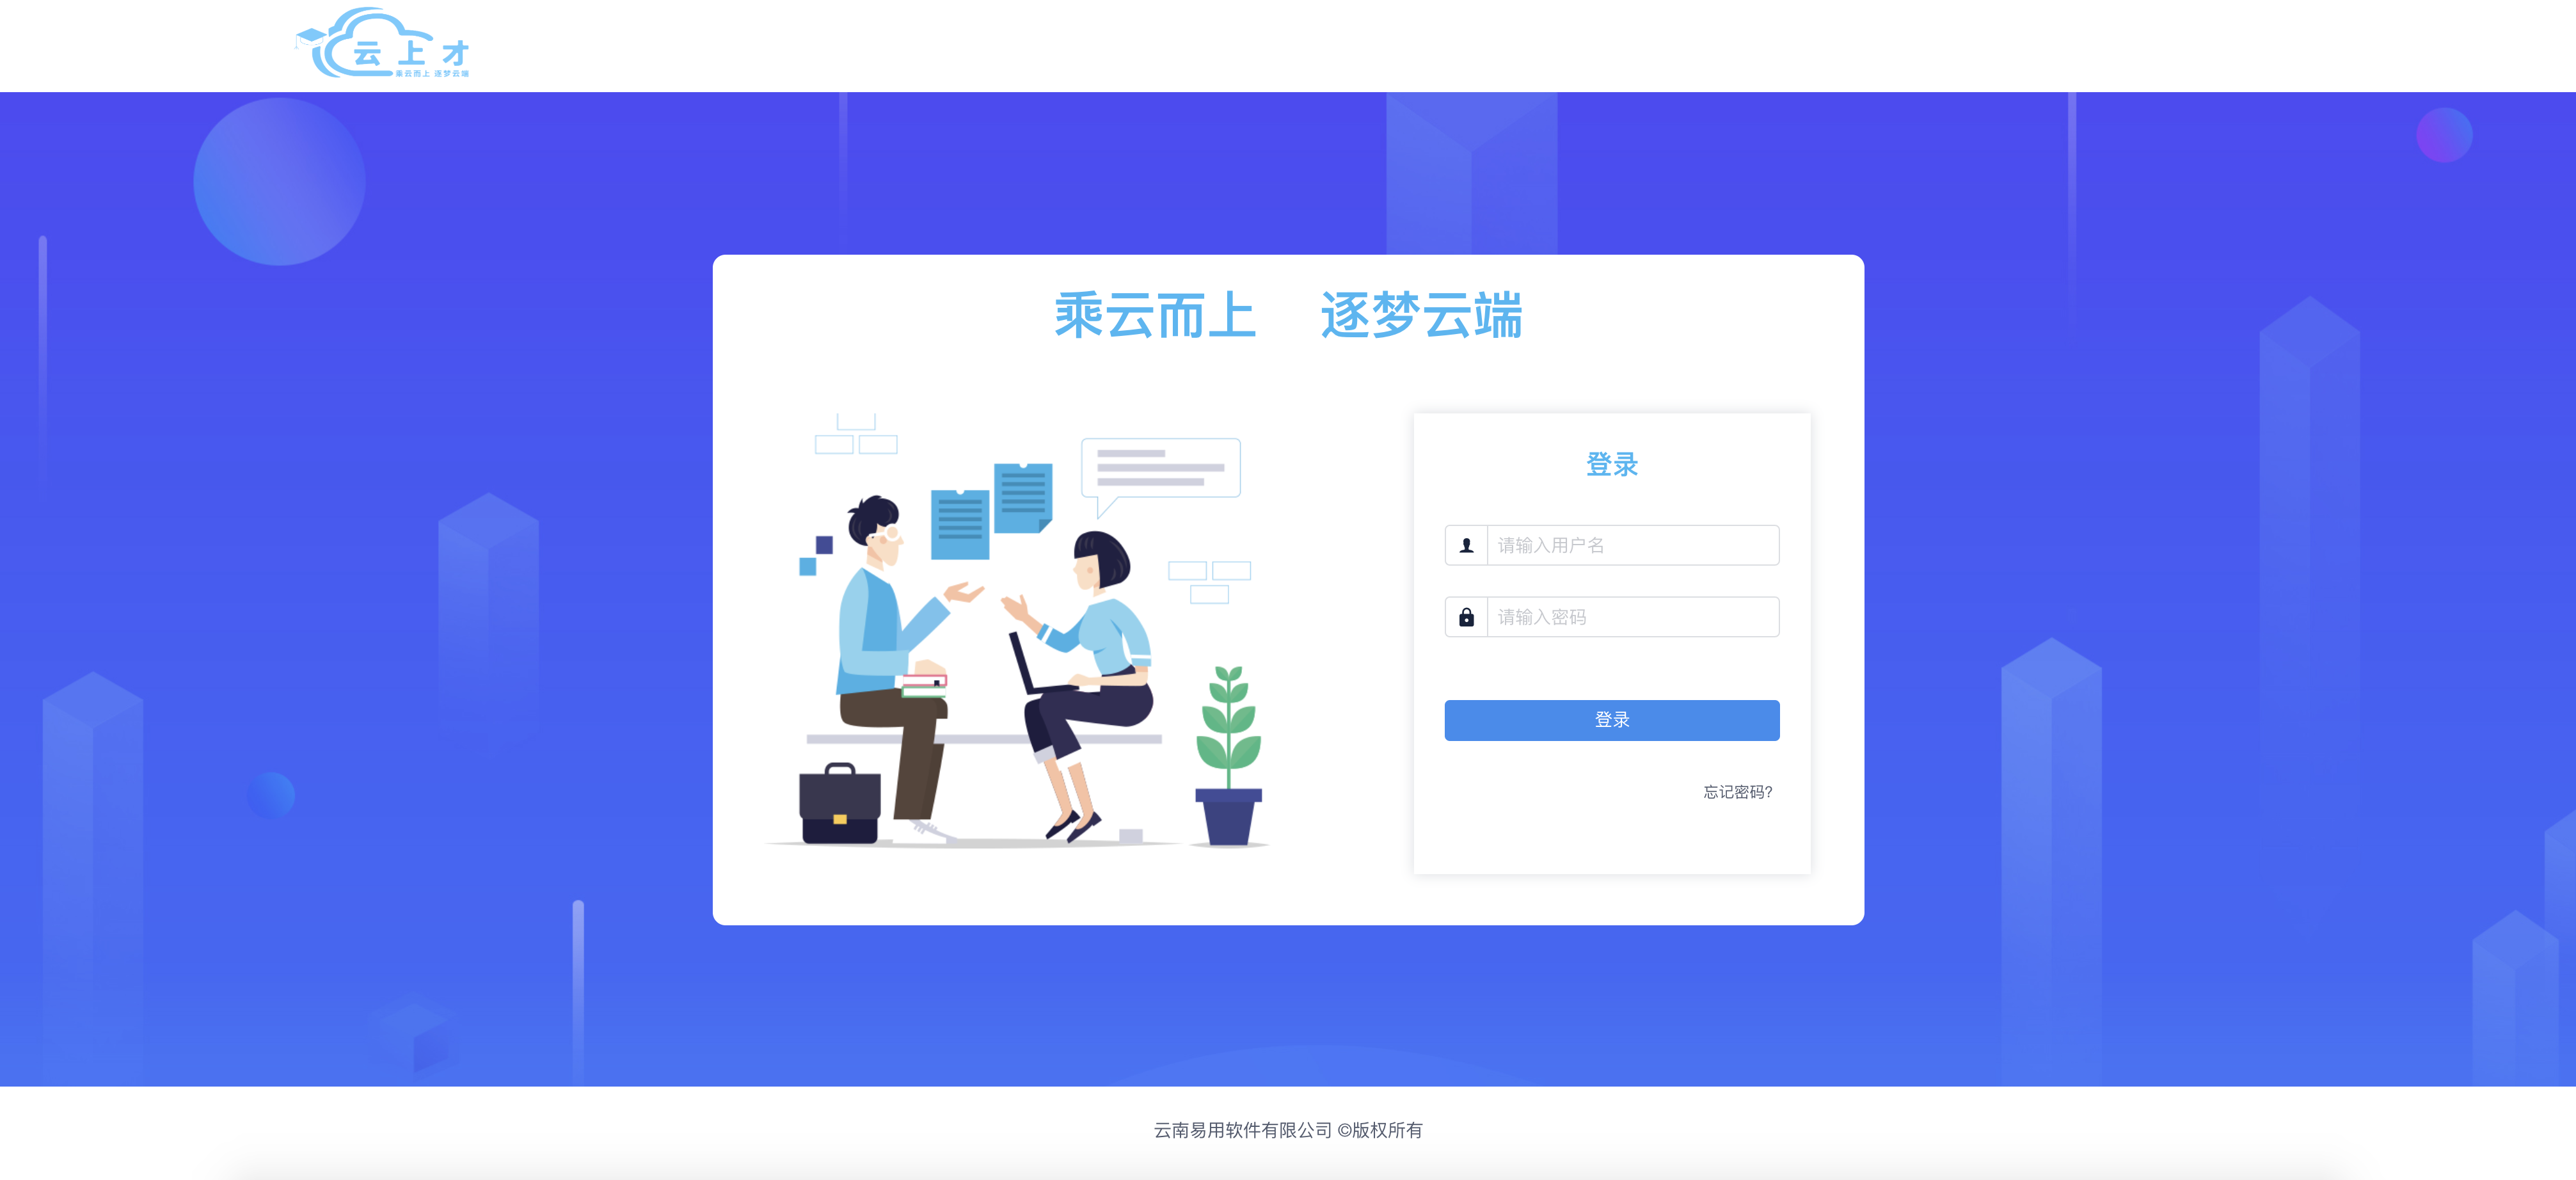 云上才
乘云而上 逐梦云端
乘云而上 逐梦云端
登录
请输入用户名
请输入密码
登录
忘记密码?
云南易用软件有限公司 ©版权所有